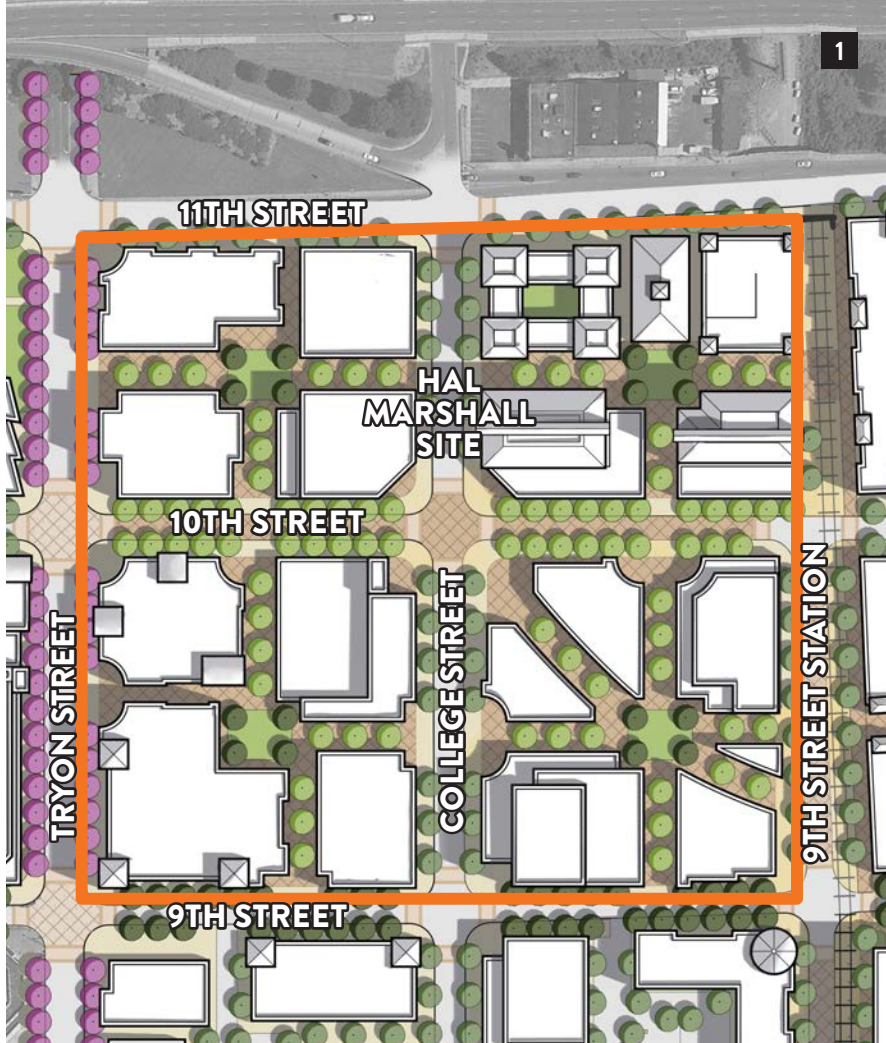 1
11TH STREET
HAL
MARSHALL
SITE
10TH STREET
TRYON STREET
COLLEGE STREET
9TH STREET STATION
9TH STREET